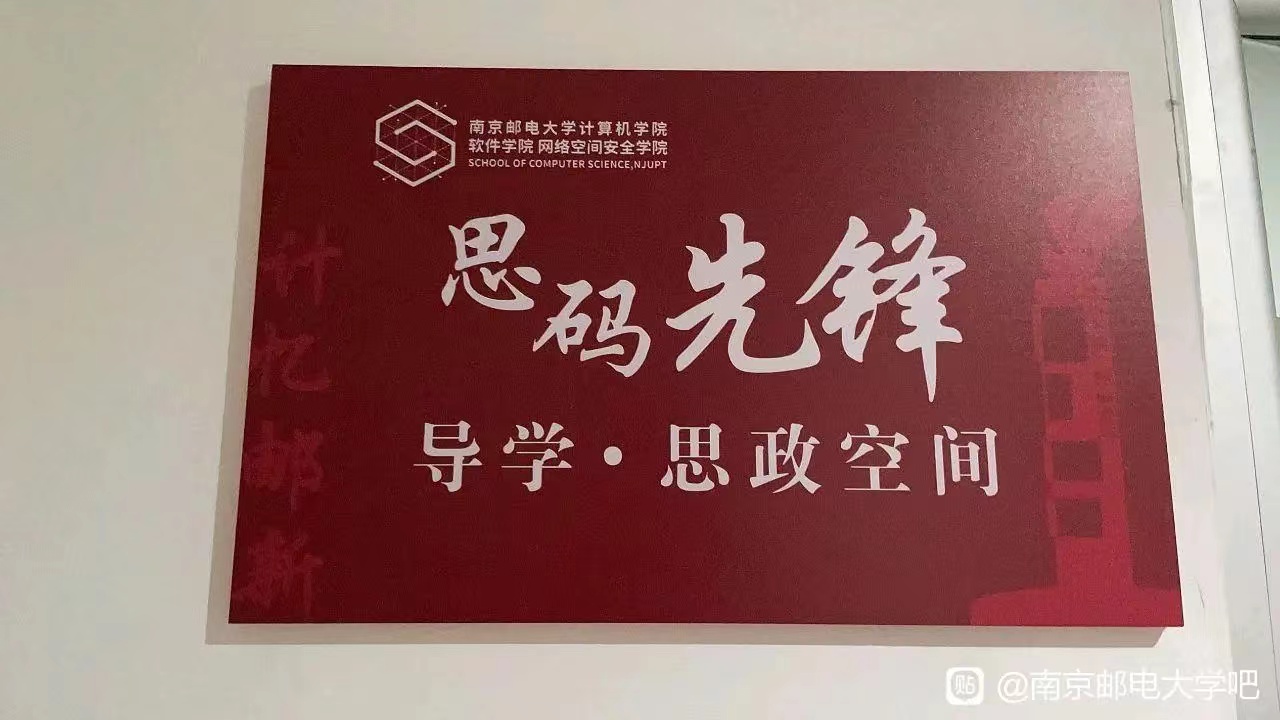 南京邮电大学计算机学院
软件学院 网络空间安全学院
SCHOOL OF COMPUTER SCIENCE,NJUPT
思码先锋
导学·思政空间
计忆邮新
贴 @南京邮电大学吧